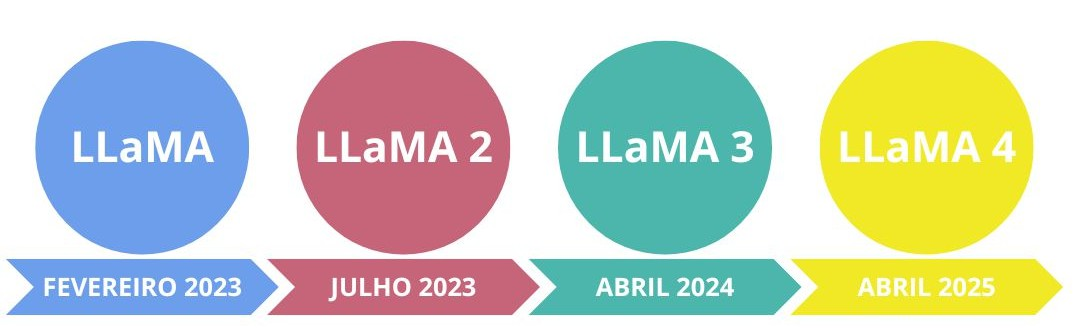 LLaMA
LLaMA 2
LLaMA 3
LLaMA 4
FEVEREIRO 2023
JULHO 2023
ABRIL 2024
ABRIL 2025